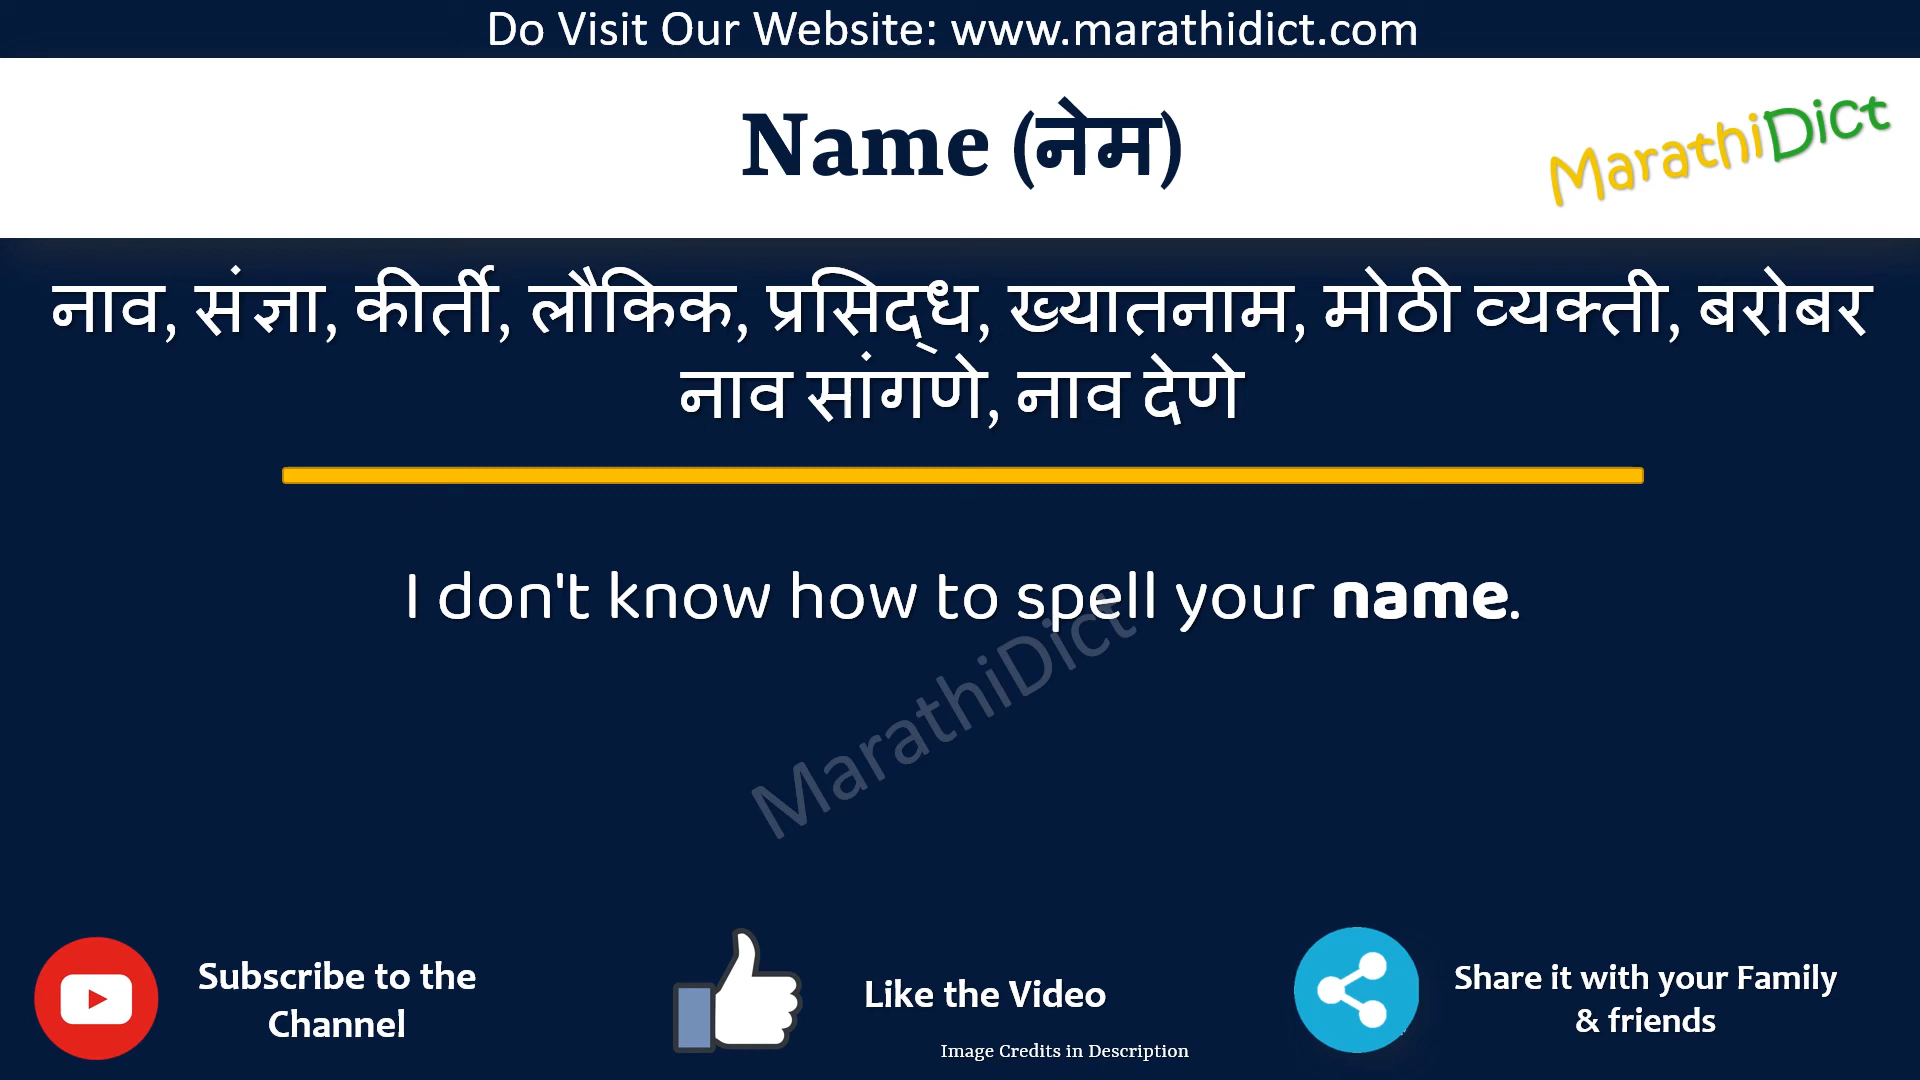 Do Visit Our Website: www.marathidict.com
Name (नेम)
MarathiDict
नाव, संज्ञा, कीर्ती, लौकिक, प्रसिद्ध, ख्यातनाम, मोठी व्यक्ती, बरोबर
नाव सांगणे, नाव देणे
I don't know how to spell your name.
MarathiDict
Subscribe to the
Channel
Like the Video
Share it with your Family
& friends
Image Credits in Description